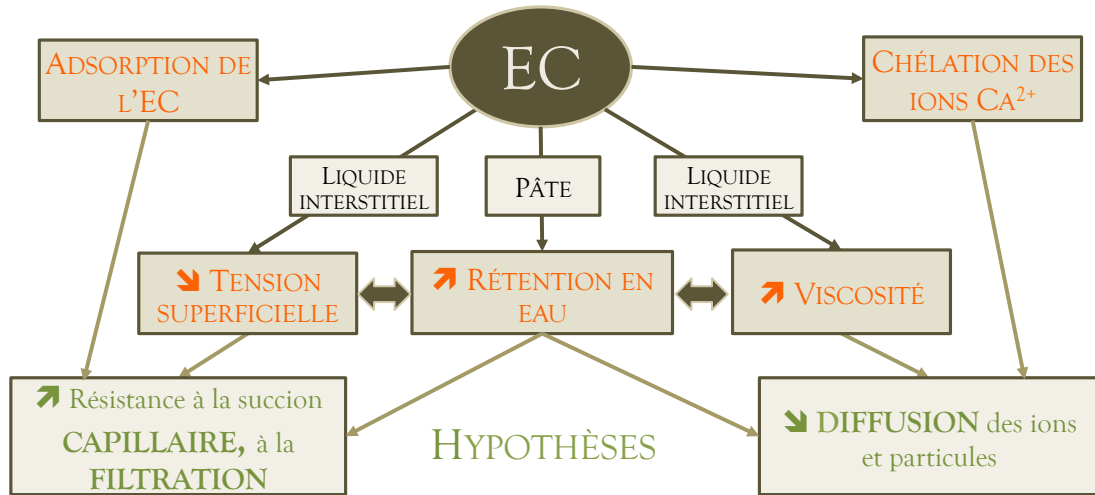 EC
ADSORPTION DE
L'EC
CHÉLATION DES
IONS CA²⁺
LIQUIDE
INTERSTITIEL
PÂTE
LIQUIDE
INTERSTITIEL
➘ TENSION
SUPERFICIELLE
➚ RÉTENTION EN
EAU
➚ VISCOSITÉ
➚ Résistance à la succion
CAPILLAIRE, à la
FILTRATION
HYPOTHÈSES
➘ DIFFUSION des ions
et particules